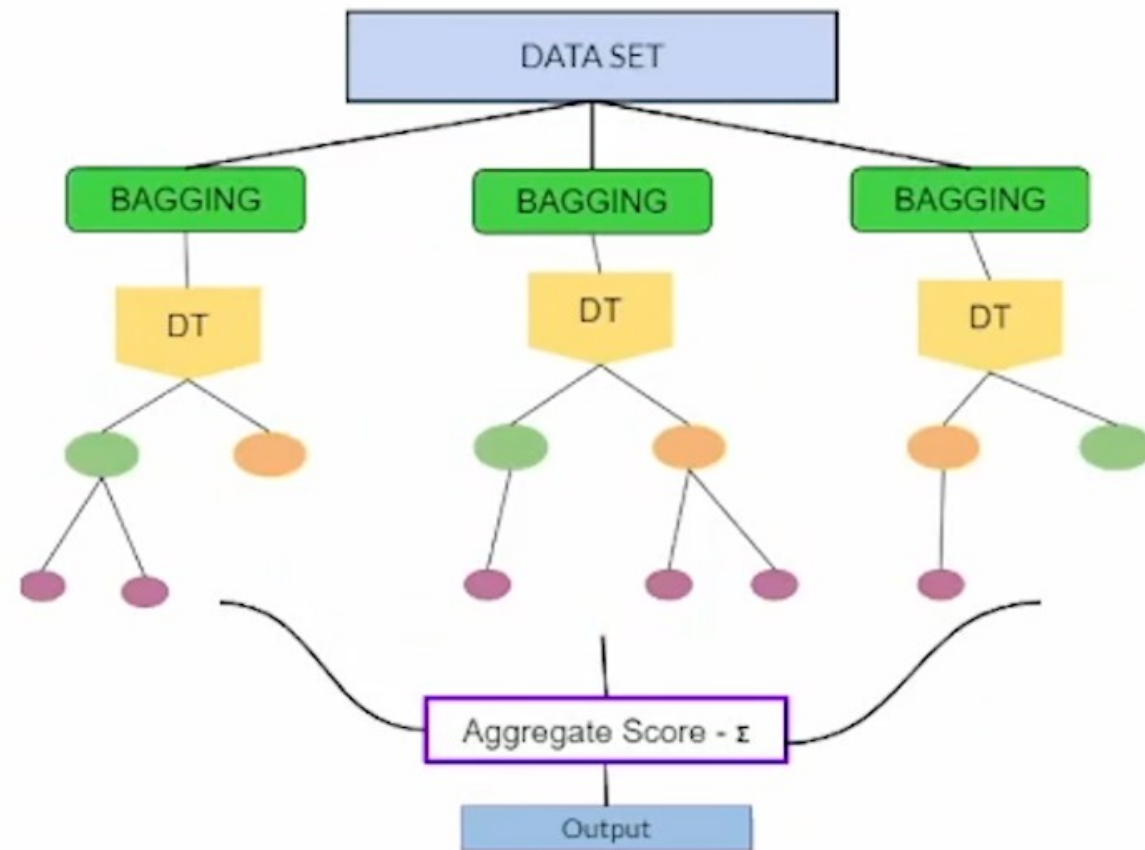 DATA SET
BAGGING
BAGGING
BAGGING
DT
DT
DT
Aggregate Score - Σ
Output